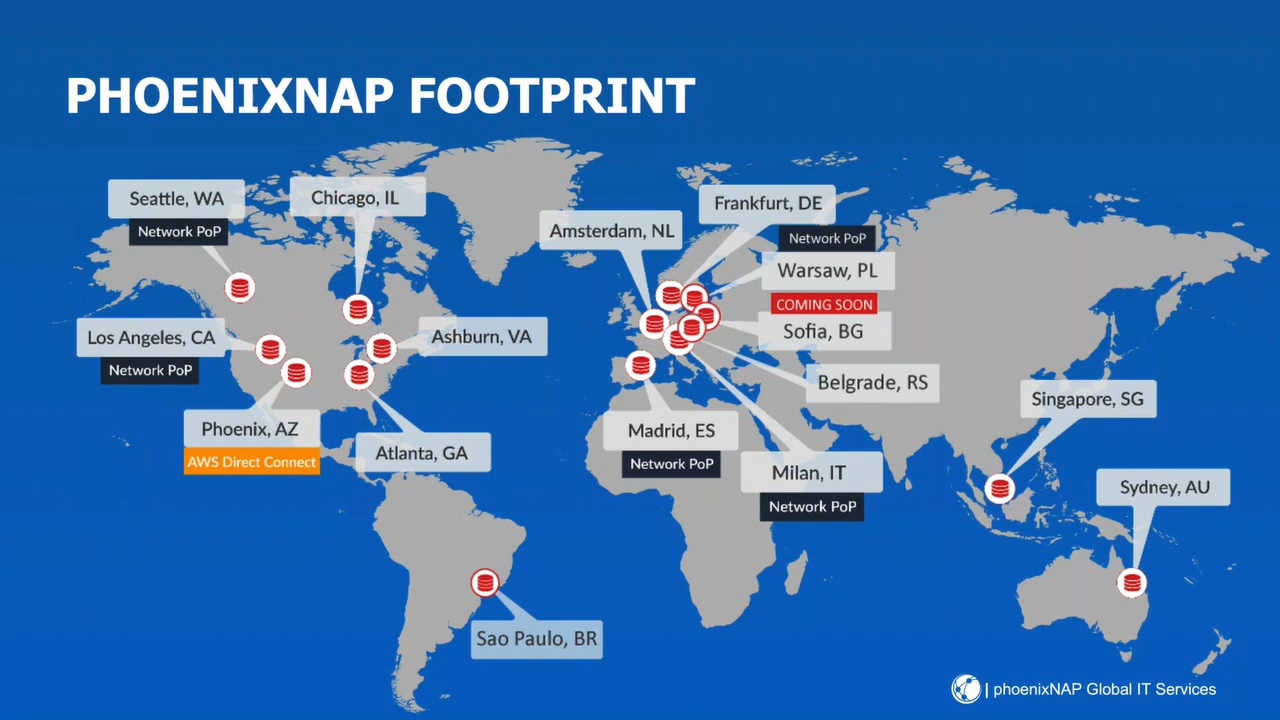 PHOENIXNAP FOOTPRINT
Seattle, WA
Network PoP
Chicago, IL
Los Angeles, CA
Network PoP
Ashburn, VA
Phoenix, AZ
AWS Direct Connect
Atlanta, GA
Sao Paulo, BR
Amsterdam, NL
Frankfurt, DE
Network PoP
Warsaw, PL
COMING SOON
Sofia, BG
Belgrade, RS
Madrid, ES
Network PoP
Milan, IT
Network PoP
Singapore, SG
Sydney, AU
| phoenixNAP Global IT Services